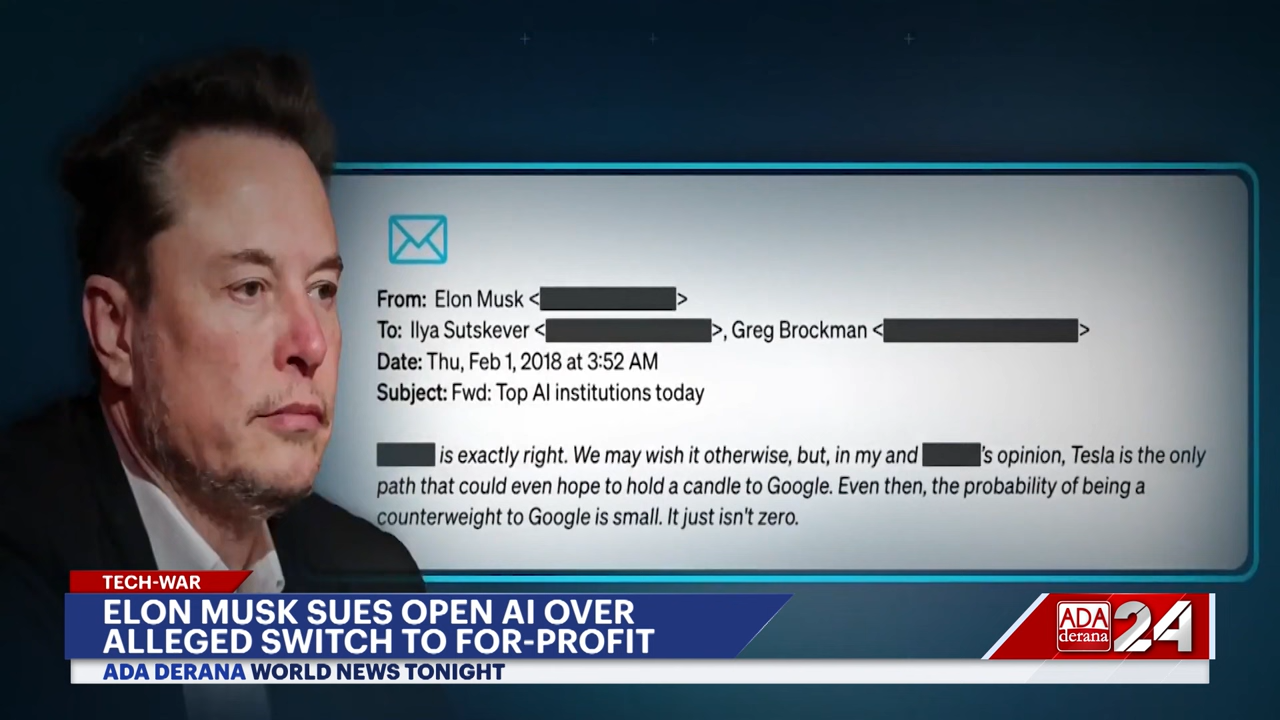 From: Elon Musk < >
To: Ilya Sutskever < >, Greg Brockman < >
Date: Thu, Feb 1, 2018 at 3:52 AM
Subject: Fwd: Top AI institutions today
is exactly right. We may wish it otherwise, but, in my and 's opinion, Tesla is the only
path that could even hope to hold a candle to Google. Even then, the probability of being a
counterweight to Google is small. It just isn't zero.
TECH-WAR
ELON MUSK SUES OPEN AI OVER
ALLEGED SWITCH TO FOR-PROFIT
ADA DERANA WORLD NEWS TONIGHT
ADA
derana
24